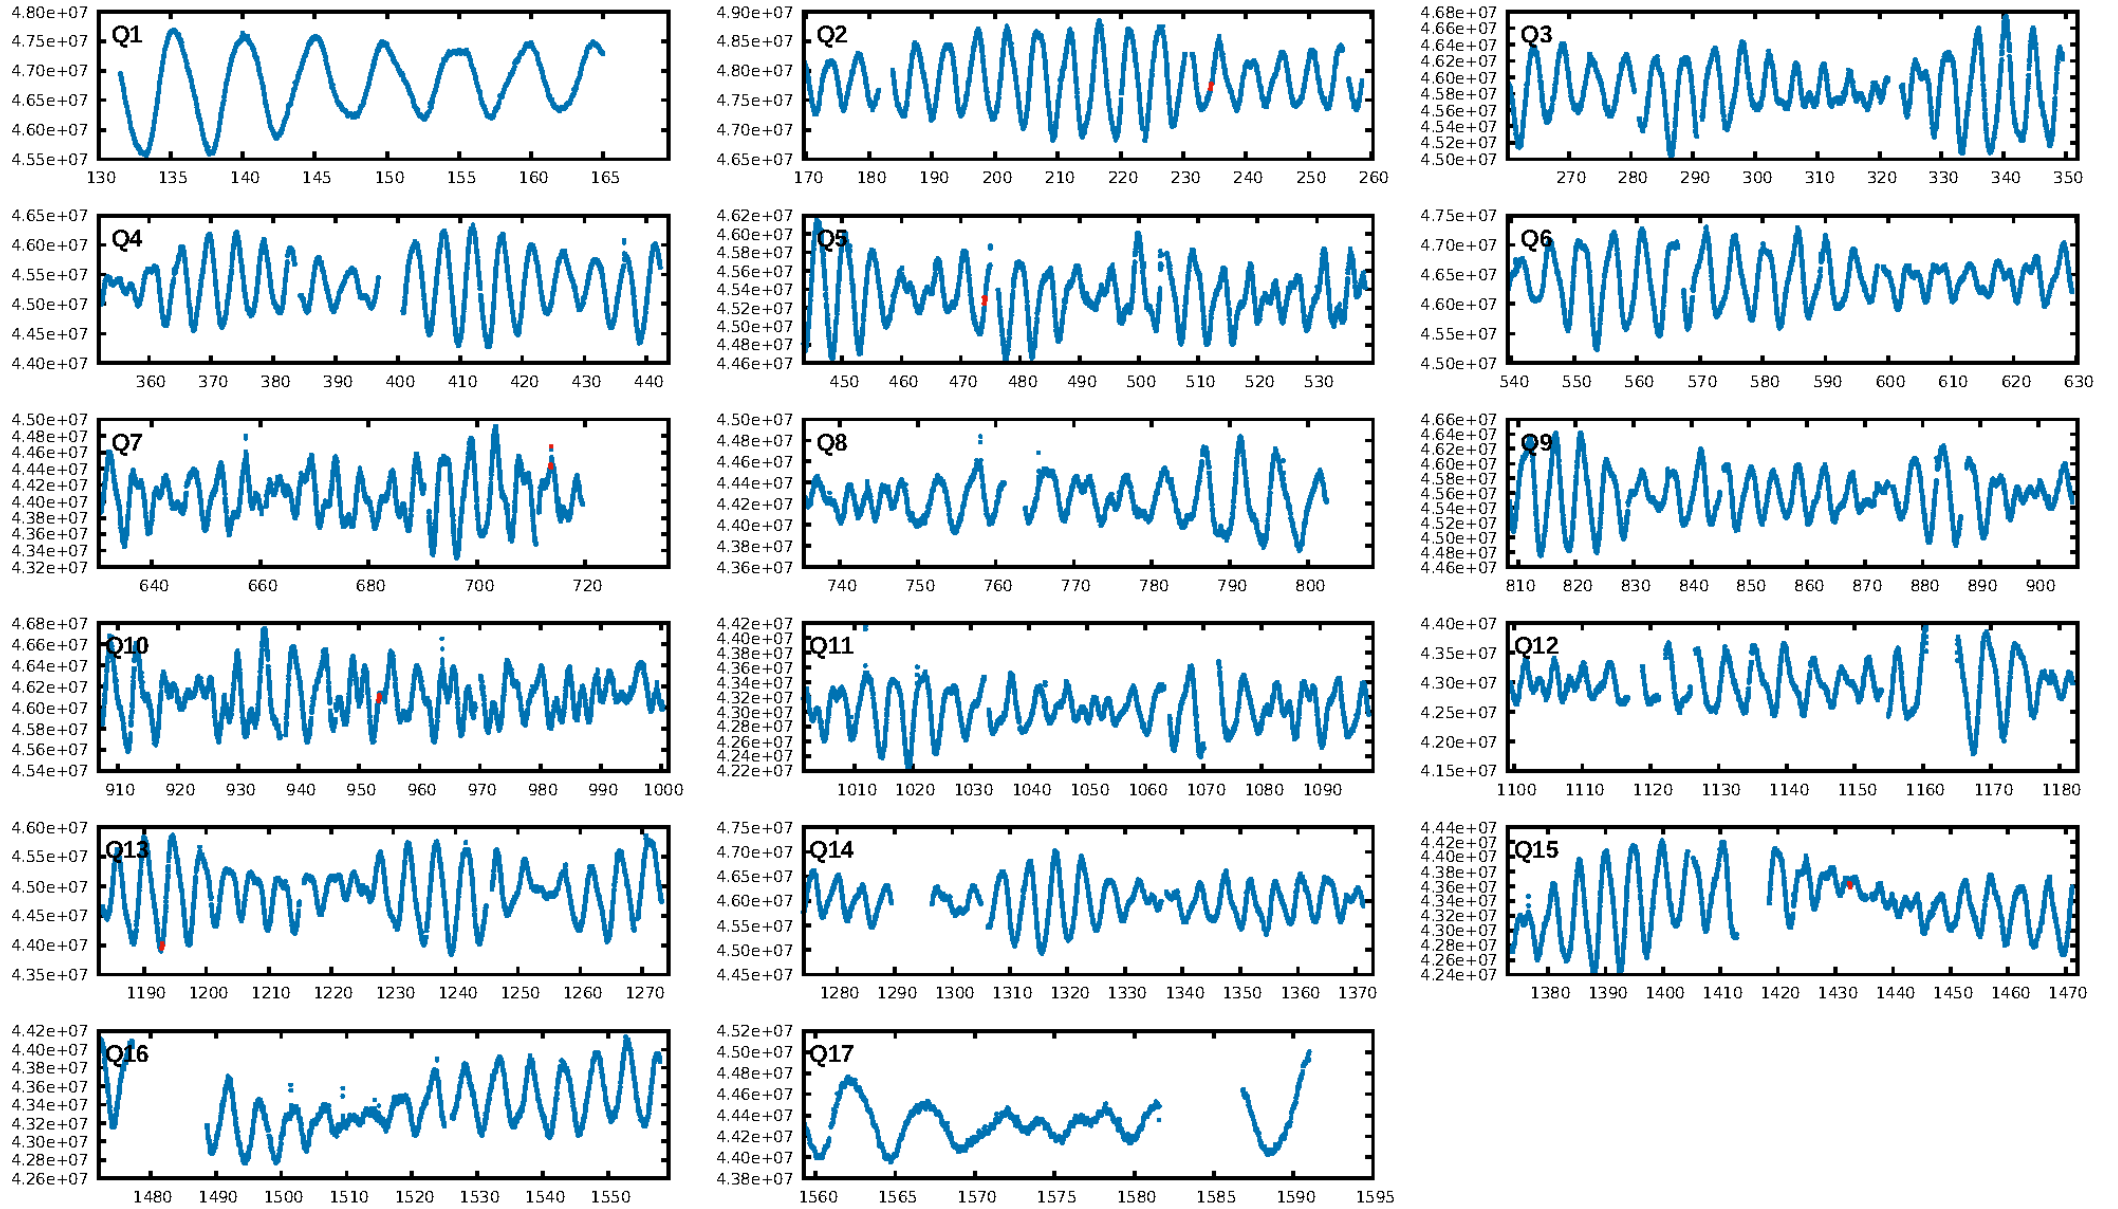 Q1
4.80e+07
4.75e+07
4.70e+07
4.65e+07
4.60e+07
4.55e+07
130 135 140 145 150 155 160 165
Q2
4.90e+07
4.85e+07
4.80e+07
4.75e+07
4.70e+07
4.65e+07
170 180 190 200 210 220 230 240 250 260
Q3
4.68e+07
4.66e+07
4.64e+07
4.62e+07
4.60e+07
4.58e+07
4.56e+07
4.54e+07
4.52e+07
4.50e+07
270 280 290 300 310 320 330 340 350
Q4
4.65e+07
4.60e+07
4.55e+07
4.50e+07
4.45e+07
4.40e+07
360 370 380 390 400 410 420 430 440
Q5
4.62e+07
4.60e+07
4.58e+07
4.56e+07
4.54e+07
4.52e+07
4.50e+07
4.48e+07
4.46e+07
450 460 470 480 490 500 510 520 530
Q6
4.75e+07
4.70e+07
4.65e+07
4.60e+07
4.55e+07
4.50e+07
540 550 560 570 580 590 600 610 620 630
Q7
4.50e+07
4.48e+07
4.46e+07
4.44e+07
4.42e+07
4.40e+07
4.38e+07
4.36e+07
4.34e+07
4.32e+07
640 660 680 700 720
Q8
4.50e+07
4.48e+07
4.46e+07
4.44e+07
4.42e+07
4.40e+07
4.38e+07
4.36e+07
740 750 760 770 780 790 800
Q9
4.66e+07
4.64e+07
4.62e+07
4.60e+07
4.58e+07
4.56e+07
4.54e+07
4.52e+07
4.50e+07
4.48e+07
4.46e+07
810 820 830 840 850 860 870 880 890 900
Q10
4.68e+07
4.66e+07
4.64e+07
4.62e+07
4.60e+07
4.58e+07
4.56e+07
4.54e+07
910 920 930 940 950 960 970 980 990 1000
Q11
4.42e+07
4.40e+07
4.38e+07
4.36e+07
4.34e+07
4.32e+07
4.30e+07
4.28e+07
4.26e+07
4.24e+07
4.22e+07
1010 1020 1030 1040 1050 1060 1070 1080 1090
Q12
4.40e+07
4.35e+07
4.30e+07
4.25e+07
4.20e+07
4.15e+07
1100 1110 1120 1130 1140 1150 1160 1170 1180
Q13
4.60e+07
4.55e+07
4.50e+07
4.45e+07
4.40e+07
4.35e+07
1190 1200 1210 1220 1230 1240 1250 1260 1270
Q14
4.75e+07
4.70e+07
4.65e+07
4.60e+07
4.55e+07
4.50e+07
4.45e+07
1280 1290 1300 1310 1320 1330 1340 1350 1360 1370
Q15
4.44e+07
4.42e+07
4.40e+07
4.38e+07
4.36e+07
4.34e+07
4.32e+07
4.30e+07
4.28e+07
4.26e+07
4.24e+07
1380 1390 1400 1410 1420 1430 1440 1450 1460 1470
Q16
4.42e+07
4.40e+07
4.38e+07
4.36e+07
4.34e+07
4.32e+07
4.30e+07
4.28e+07
4.26e+07
1480 1490 1500 1510 1520 1530 1540 1550
Q17
4.52e+07
4.50e+07
4.48e+07
4.46e+07
4.44e+07
4.42e+07
4.40e+07
4.38e+07
1560 1565 1570 1575 1580 1585 1590 1595